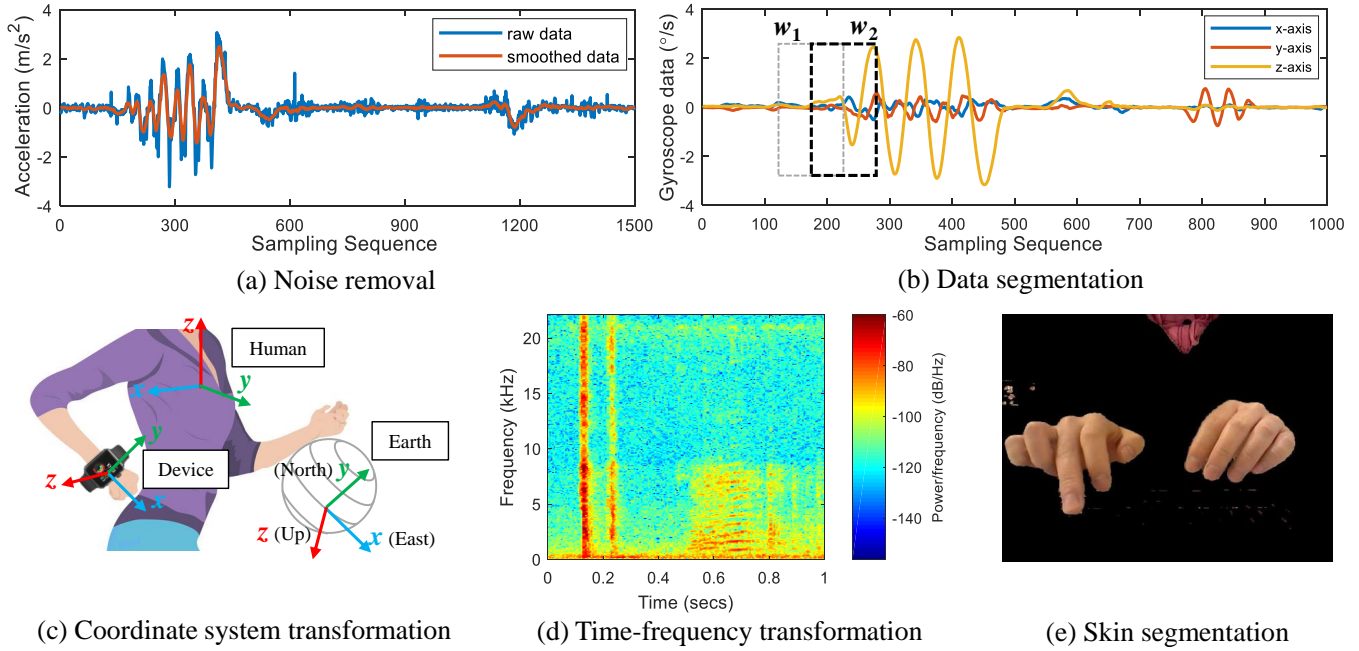 4
2
0
-2
-4
Acceleration (m/s²)
raw data
smoothed data
0 300 600 900 1200 1500
Sampling Sequence
(a) Noise removal
4
2
0
-2
-4
Gyroscope data (°/s)
w₁ w₂
x-axis
y-axis
z-axis
0 100 200 300 400 500 600 700 800 900 1000
Sampling Sequence
(b) Data segmentation
z
Human
x
y
y
Device
z
x
Earth
(North) y
z (Up)
x (East)
(c) Coordinate system transformation
20
15
10
5
0
Frequency (kHz)
0 0.2 0.4 0.6 0.8 1
Time (secs)
-60
-80
-100
-120
-140
Power/frequency (dB/Hz)
(d) Time-frequency transformation
(e) Skin segmentation